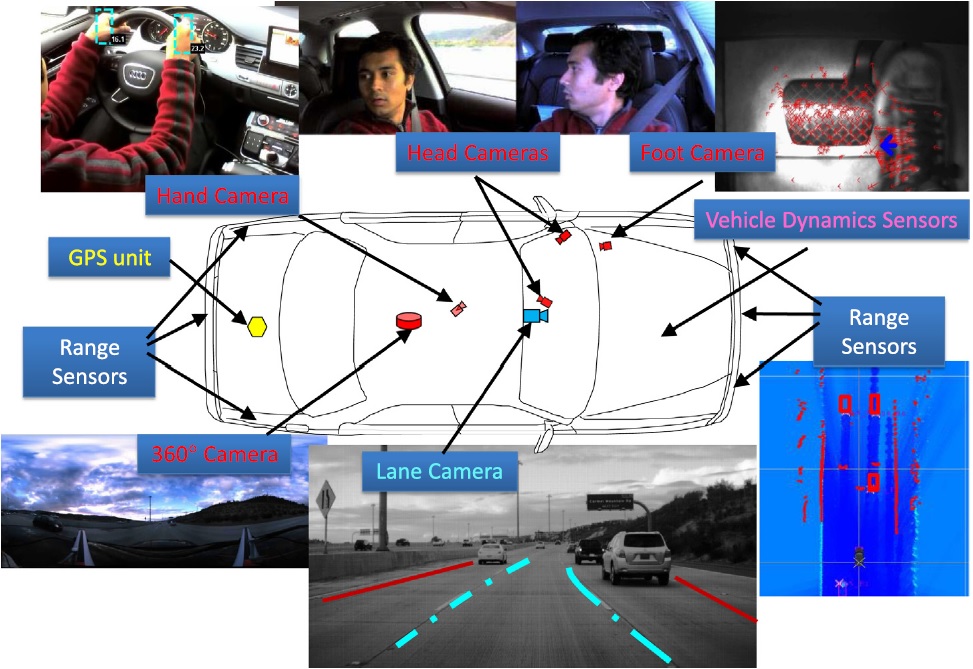 16.1
23.2
Head Cameras
Foot Camera
Hand Camera
Vehicle Dynamics Sensors
GPS unit
Range
Sensors
Range
Sensors
360° Camera
Lane Camera